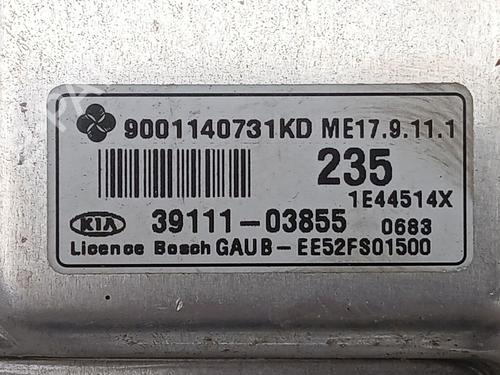 9001140731KD ME17.9.11.1
235
1E44514X
KIA 39111-03855 0683
Licence Bosch GAUB-EE52FS01500